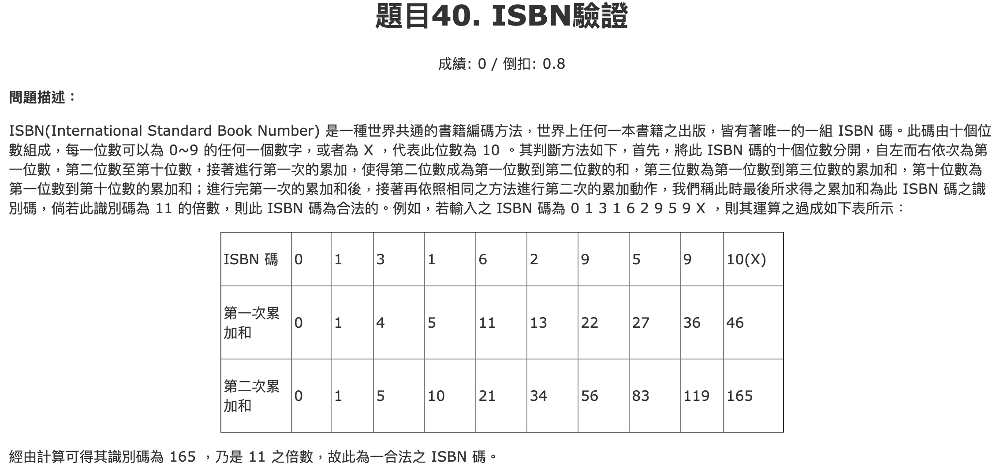 題目40. ISBN驗證
成績: 0 / 倒扣: 0.8
問題描述：
ISBN(International Standard Book Number) 是一種世界共通的書籍編碼方法，世界上任何一本書籍之出版，皆有著唯一的一組 ISBN 碼。此碼由十個位
數組成，每一位數可以為 0~9 的任何一個數字，或者為 X ，代表此位數為 10 。其判斷方法如下，首先，將此 ISBN 碼的十個位數分開，自左而右依次為第
一位數，第二位數至第十位數，接著進行第一次的累加，使得第二位數成為第一位數到第二位數的和，第三位數為第一位數到第三位數的累加和，第十位數為
第一位數到第十位數的累加和；進行完第一次的累加和後，接著再依照相同之方法進行第二次的累加動作，我們稱此時最後所求得之累加和為此 ISBN 碼之識
別碼，倘若此識別碼為 11 的倍數，則此 ISBN 碼為合法的。例如，若輸入之 ISBN 碼為 0 1 3 1 6 2 9 5 9 X ，則其運算之過成如下表所示：
ISBN 碼 0 1 3 1 6 2 9 5 9 10(X)
第一次累加和 0 1 4 5 11 13 22 27 36 46
第二次累加和 0 1 5 10 21 34 56 83 119 165
經由計算可得其識別碼為 165 ，乃是 11 之倍數，故此為一合法之 ISBN 碼。